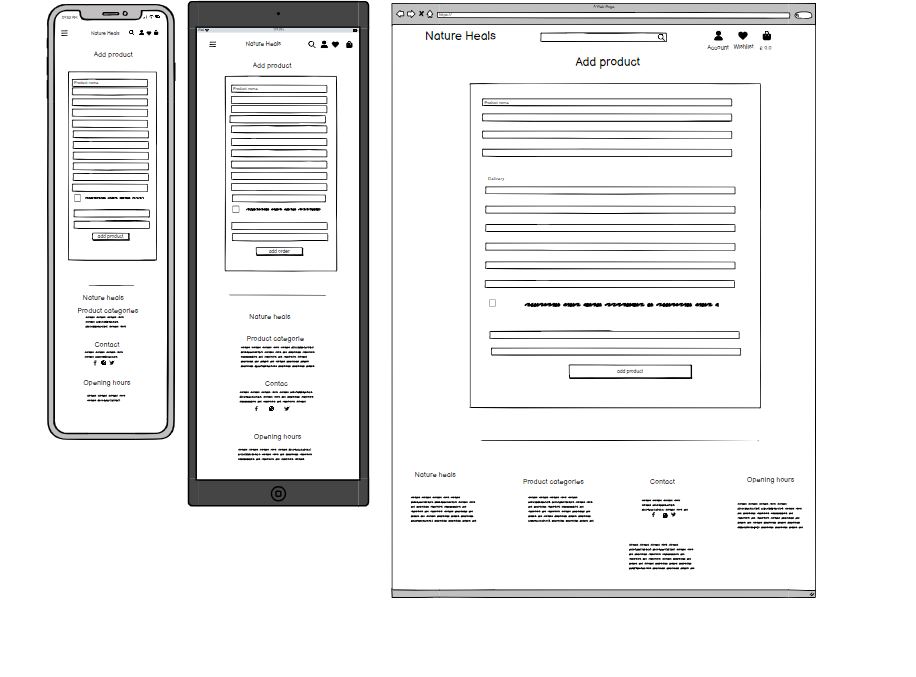 Nature Heals
Add product
Product name
add product
Nature heals
Product categories
Contact
Opening hours
Nature Heals
Add product
Product name
add order
Nature heals
Product categorie
Contac
Opening hours
A Web Page
https://
Nature Heals
Account
Wishlist
£ 0.0
Add product
Product name
Delivery
add product
Nature heals
Product categories
Contact
Opening hours